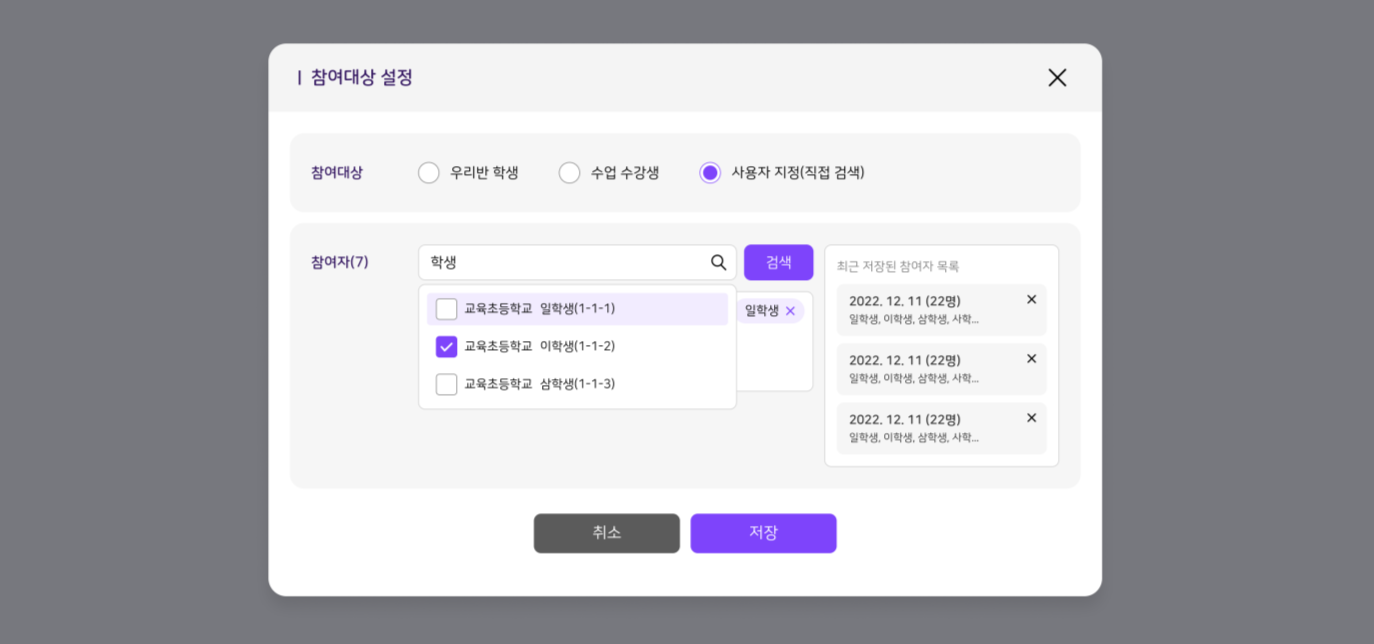 참여대상 설정
참여대상
우리반 학생
수업 수강생
사용자 지정(직접 검색)
참여자(7)
학생
검색
교육초등학교 일학생(1-1-1)
교육초등학교 이학생(1-1-2)
교육초등학교 삼학생(1-1-3)
일학생
최근 저장된 참여자 목록
2022. 12. 11 (22명)
일학생, 이학생, 삼학생, 사학...
2022. 12. 11 (22명)
일학생, 이학생, 삼학생, 사학...
2022. 12. 11 (22명)
일학생, 이학생, 삼학생, 사학...
취소
저장